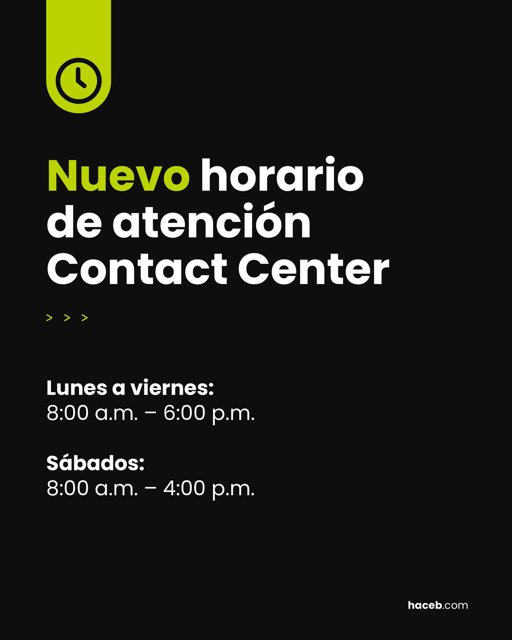 Nuevo horario
de atención
Contact Center
> > >
Lunes a viernes:
8:00 a.m. – 6:00 p.m.
Sábados:
8:00 a.m. – 4:00 p.m.
haceb.com